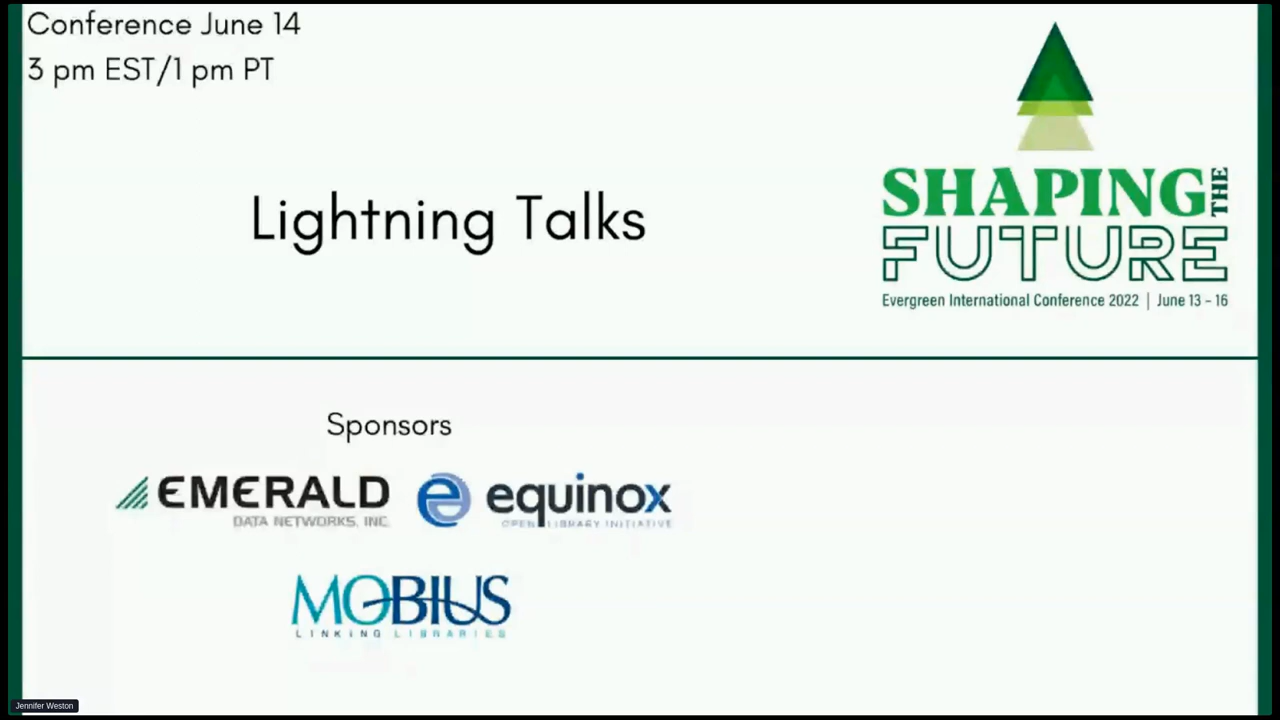 Conference June 14
3 pm EST/1 pm PT
Lightning Talks
SHAPING THE
FUTURE
Evergreen International Conference 2022 | June 13 – 16
Sponsors
EMERALD
DATA NETWORKS, INC.
equinox
OPEN LIBRARY INITIATIVE
MOBIUS
LINKING LIBRARIES
Jennifer Weston